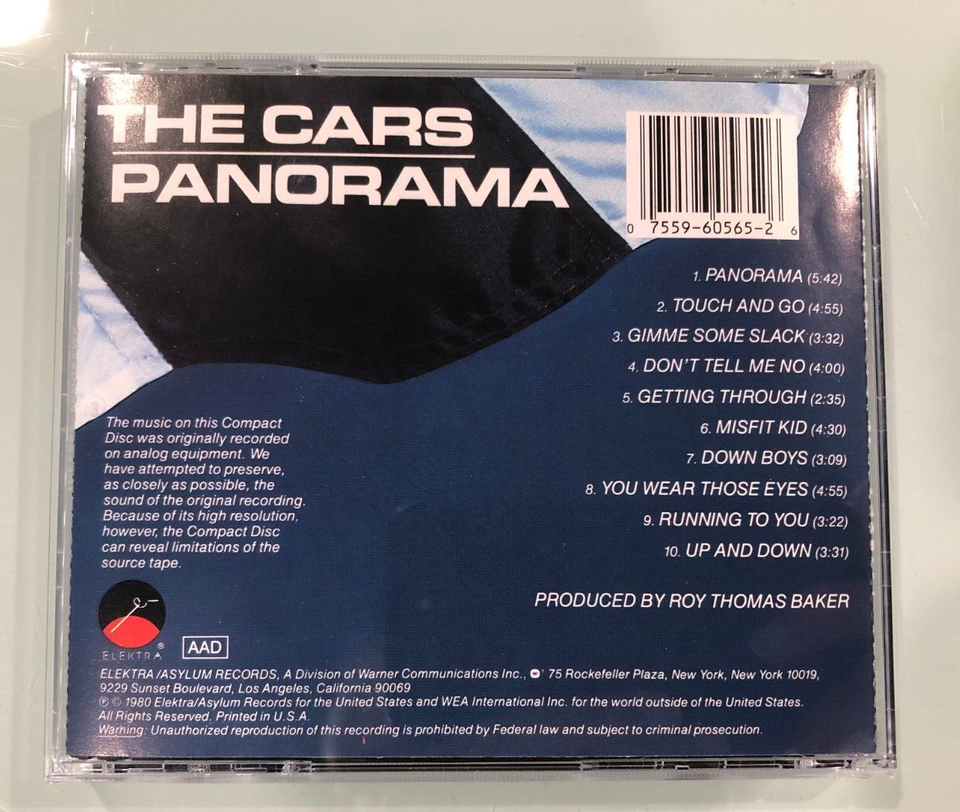 THE CARS
PANORAMA
0 7559-60565-2 6
1. PANORAMA (5:42)
2. TOUCH AND GO (4:55)
3. GIMME SOME SLACK (3:32)
4. DON'T TELL ME NO (4:00)
5. GETTING THROUGH (2:35)
6. MISFIT KID (4:30)
7. DOWN BOYS (3:09)
8. YOU WEAR THOSE EYES (4:55)
9. RUNNING TO YOU (3:22)
10. UP AND DOWN (3:31)
PRODUCED BY ROY THOMAS BAKER
The music on this Compact
Disc was originally recorded
on analog equipment. We
have attempted to preserve,
as closely as possible, the
sound of the original recording.
Because of its high resolution,
however, the Compact Disc
can reveal limitations of the
source tape.
ELEKTRA®
AAD
ELEKTRA/ASYLUM RECORDS, A Division of Warner Communications Inc., 75 Rockefeller Plaza, New York, New York 10019,
9229 Sunset Boulevard, Los Angeles, California 90069
℗ © 1980 Elektra/Asylum Records for the United States and WEA International Inc. for the world outside of the United States.
All Rights Reserved. Printed in U.S.A.
Warning: Unauthorized reproduction of this recording is prohibited by Federal law and subject to criminal prosecution.